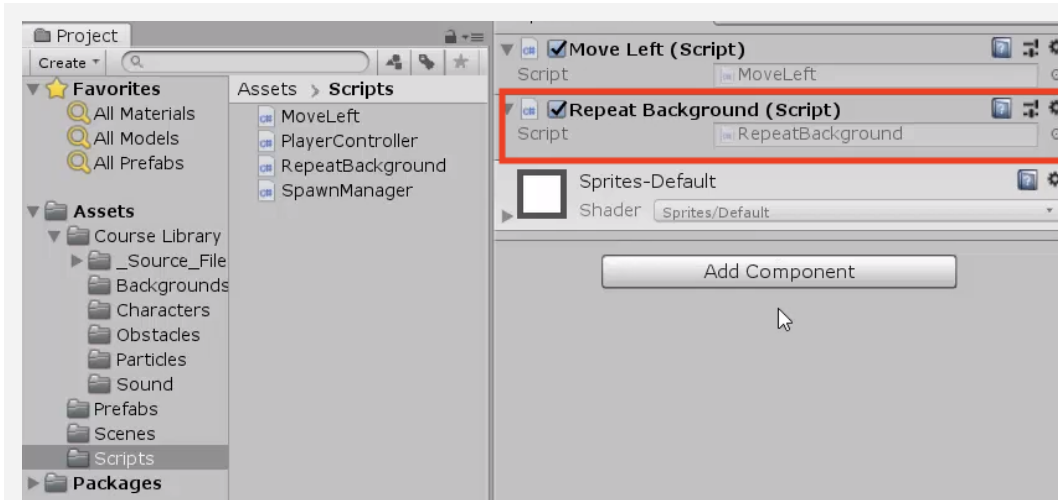 Project
Create
Favorites
All Materials
All Models
All Prefabs
Assets
Course Library
_Source_File
Backgrounds
Characters
Obstacles
Particles
Sound
Prefabs
Scenes
Scripts
Packages
Assets > Scripts
MoveLeft
PlayerController
RepeatBackground
SpawnManager
Move Left (Script)
Script MoveLeft
Repeat Background (Script)
Script RepeatBackground
Sprites-Default
Shader Sprites/Default
Add Component